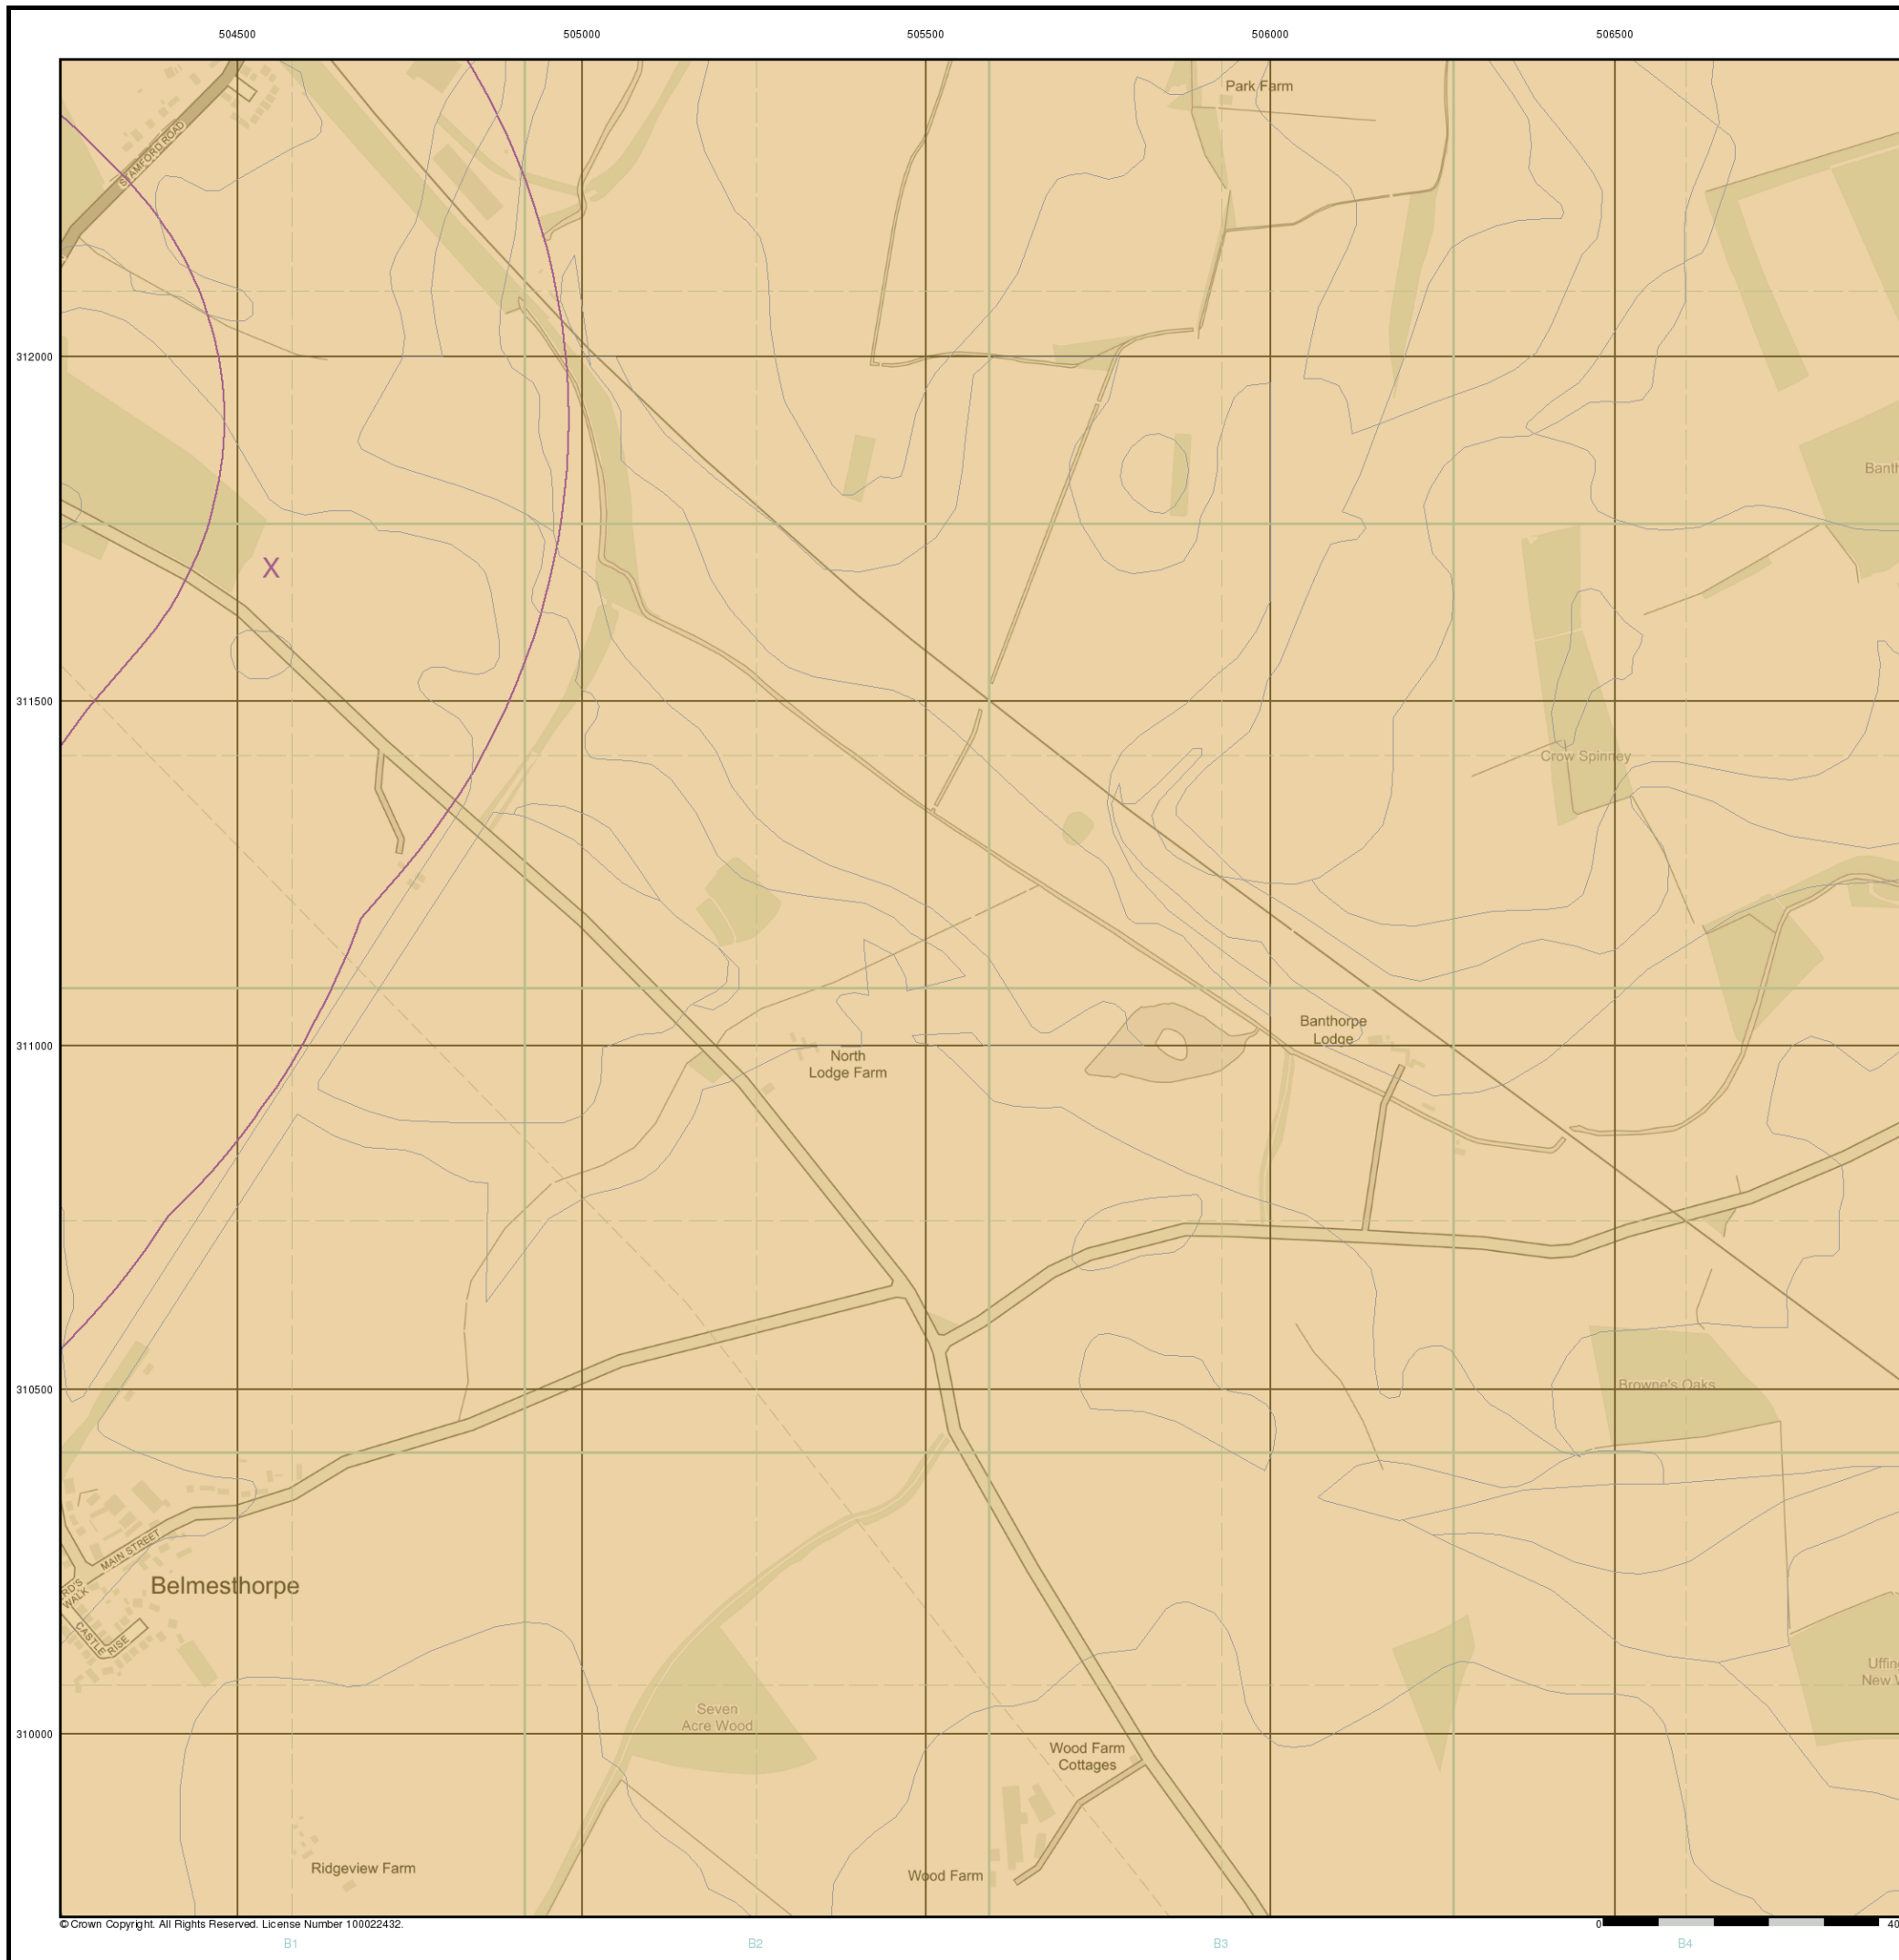 504500
505000
505500
506000
506500
Park Farm
STAMFORD ROAD
312000
X
311500
Crow Spinney
311000
Banthorpe
Lodge
North
Lodge Farm
310500
Browne's Oaks
MAIN STREET
WALK
Belmesthorpe
CASTLE RISE
Seven
Acre Wood
310000
Wood Farm
Cottages
Ridgeview Farm
Wood Farm
© Crown Copyright. All Rights Reserved. License Number 100022432.
0
B1
B2
B3
B4